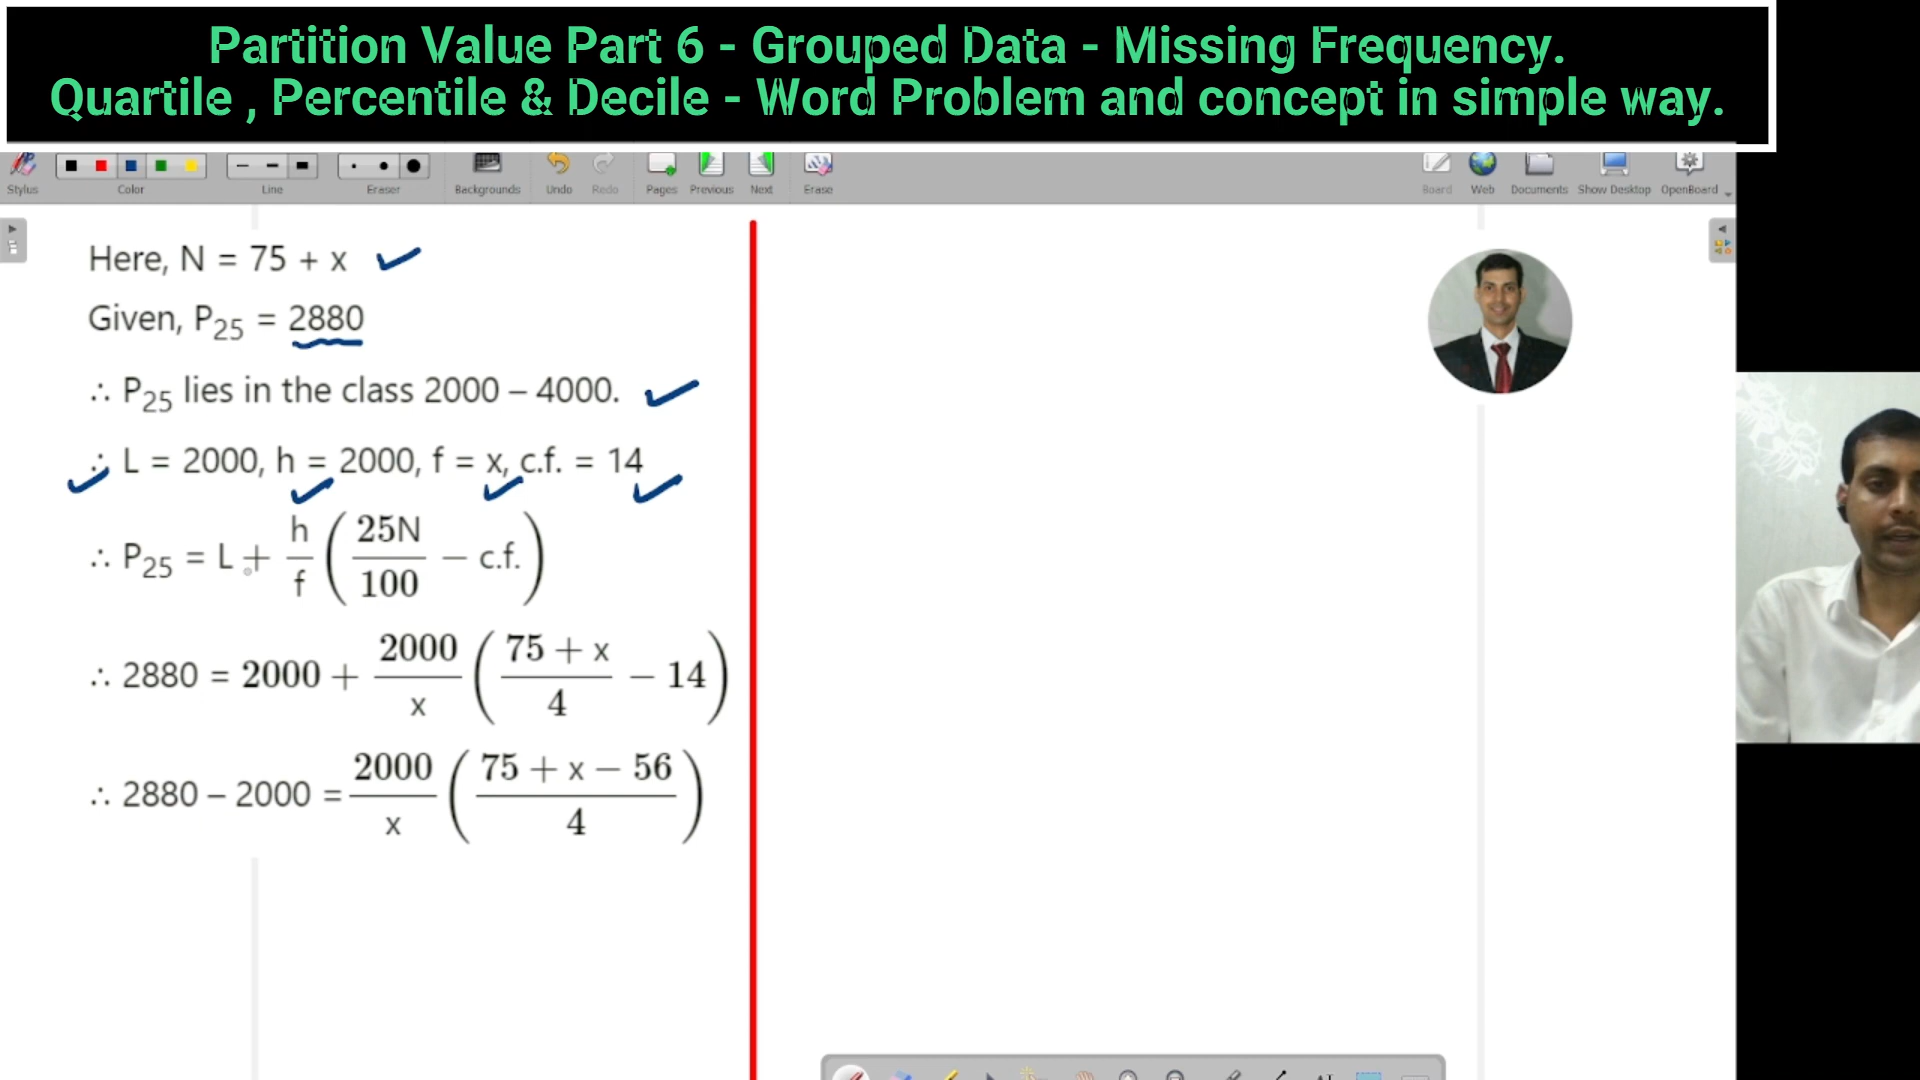 Partition Value Part 6 - Grouped Data - Missing Frequency.
Quartile , Percentile & Decile - Word Problem and concept in simple way.
Stylus Color Line Eraser Backgrounds Undo Redo Pages Previous Next Erase Board Web Documents Show Desktop OpenBoard
Here, N = 75 + x
Given, P25 = 2880
∴ P25 lies in the class 2000 – 4000.
∴ L = 2000, h = 2000, f = x, c.f. = 14
∴ P25 = L + h/f (25N/100 − c.f.)
∴ 2880 = 2000 + 2000/x (75 + x/4 − 14)
∴ 2880 – 2000 = 2000/x (75 + x − 56/4)